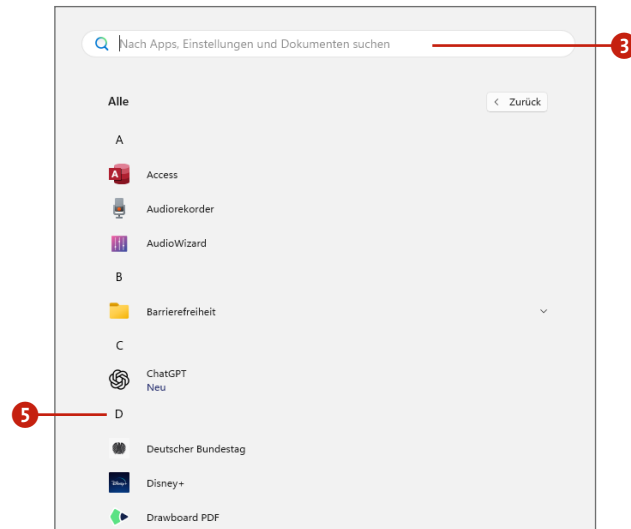 Nach Apps, Einstellungen und Dokumenten suchen
3
Alle
Zurück
A
Access
Audiorekorder
AudioWizard
B
Barrierefreiheit
C
ChatGPT
Neu
5
D
Deutscher Bundestag
Disney+
Drawboard PDF